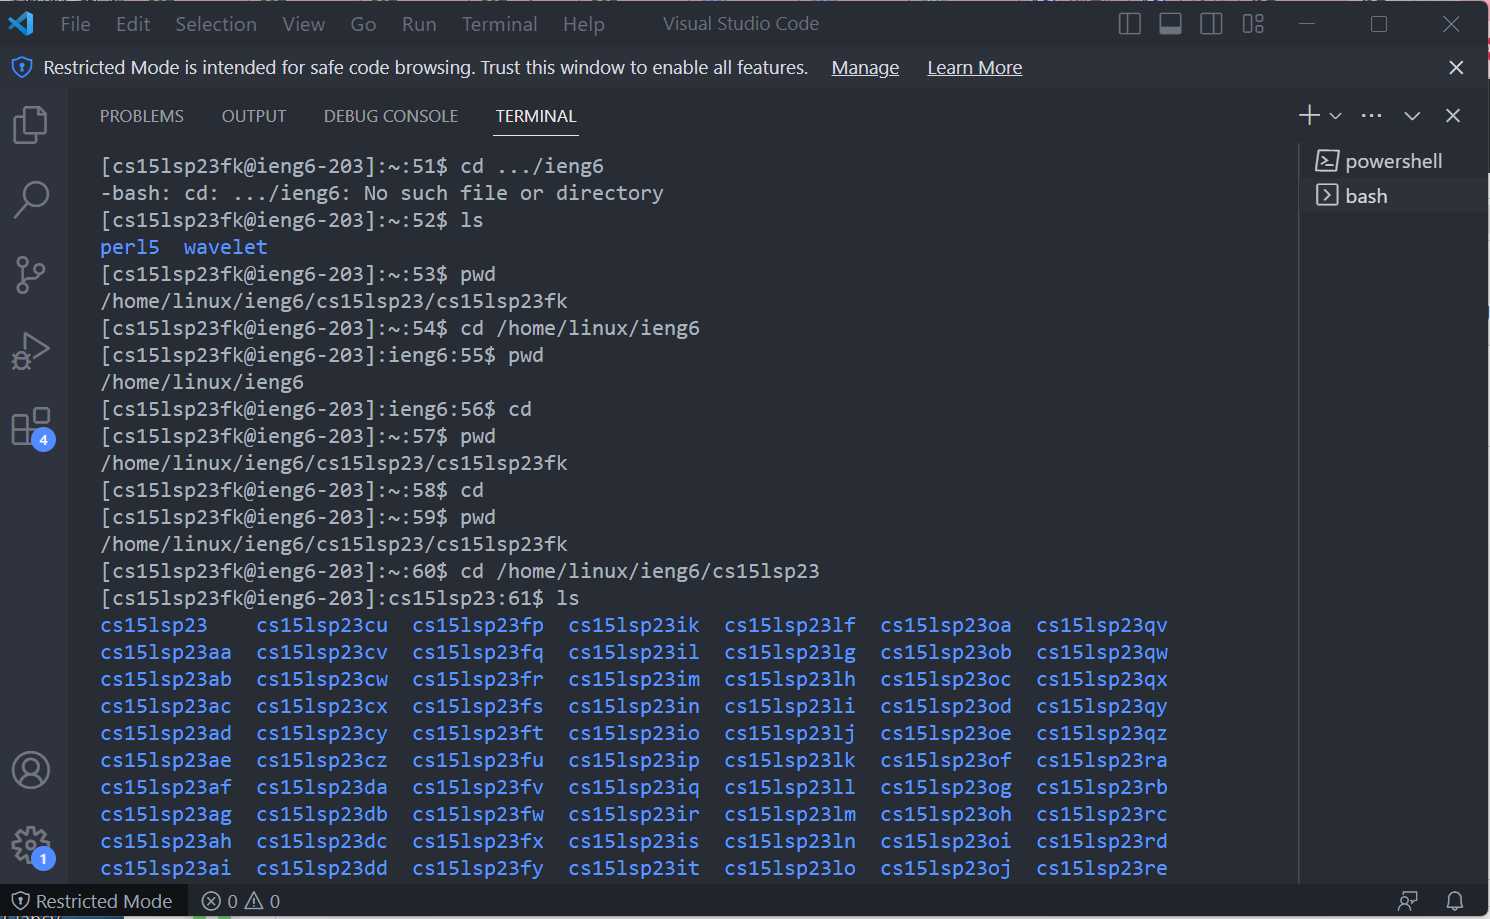 File Edit Selection View Go Run Terminal Help Visual Studio Code
Restricted Mode is intended for safe code browsing. Trust this window to enable all features. Manage Learn More
PROBLEMS OUTPUT DEBUG CONSOLE TERMINAL
[cs15lsp23fk@ieng6-203]:~:51$ cd .../ieng6
-bash: cd: .../ieng6: No such file or directory
[cs15lsp23fk@ieng6-203]:~:52$ ls
perl5 wavelet
[cs15lsp23fk@ieng6-203]:~:53$ pwd
/home/linux/ieng6/cs15lsp23/cs15lsp23fk
[cs15lsp23fk@ieng6-203]:~:54$ cd /home/linux/ieng6
[cs15lsp23fk@ieng6-203]:ieng6:55$ pwd
/home/linux/ieng6
[cs15lsp23fk@ieng6-203]:ieng6:56$ cd
[cs15lsp23fk@ieng6-203]:~:57$ pwd
/home/linux/ieng6/cs15lsp23/cs15lsp23fk
[cs15lsp23fk@ieng6-203]:~:58$ cd
[cs15lsp23fk@ieng6-203]:~:59$ pwd
/home/linux/ieng6/cs15lsp23/cs15lsp23fk
[cs15lsp23fk@ieng6-203]:~:60$ cd /home/linux/ieng6/cs15lsp23
[cs15lsp23fk@ieng6-203]:cs15lsp23:61$ ls
cs15lsp23 cs15lsp23cu cs15lsp23fp cs15lsp23ik cs15lsp23lf cs15lsp23oa cs15lsp23qv
cs15lsp23aa cs15lsp23cv cs15lsp23fq cs15lsp23il cs15lsp23lg cs15lsp23ob cs15lsp23qw
cs15lsp23ab cs15lsp23cw cs15lsp23fr cs15lsp23im cs15lsp23lh cs15lsp23oc cs15lsp23qx
cs15lsp23ac cs15lsp23cx cs15lsp23fs cs15lsp23in cs15lsp23li cs15lsp23od cs15lsp23qy
cs15lsp23ad cs15lsp23cy cs15lsp23ft cs15lsp23io cs15lsp23lj cs15lsp23oe cs15lsp23qz
cs15lsp23ae cs15lsp23cz cs15lsp23fu cs15lsp23ip cs15lsp23lk cs15lsp23of cs15lsp23ra
cs15lsp23af cs15lsp23da cs15lsp23fv cs15lsp23iq cs15lsp23ll cs15lsp23og cs15lsp23rb
cs15lsp23ag cs15lsp23db cs15lsp23fw cs15lsp23ir cs15lsp23lm cs15lsp23oh cs15lsp23rc
cs15lsp23ah cs15lsp23dc cs15lsp23fx cs15lsp23is cs15lsp23ln cs15lsp23oi cs15lsp23rd
cs15lsp23ai cs15lsp23dd cs15lsp23fy cs15lsp23it cs15lsp23lo cs15lsp23oj cs15lsp23re
powershell
bash
4
1
Restricted Mode 0 0